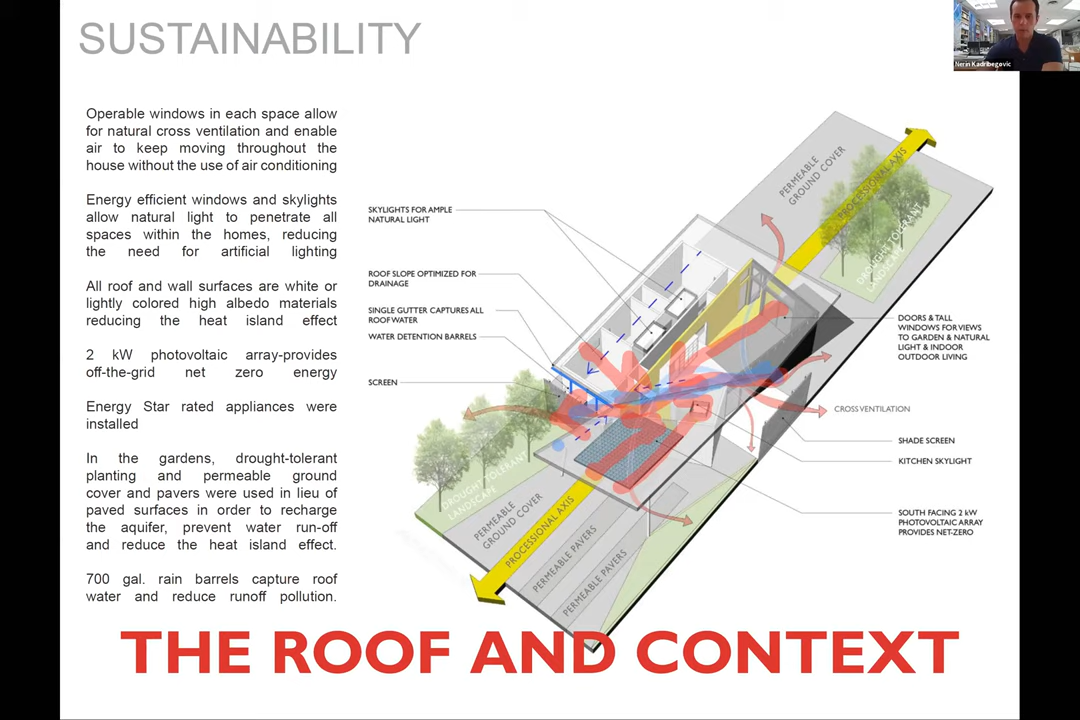 SUSTAINABILITY
Nerin Kadribegovic
Operable windows in each space allow
for natural cross ventilation and enable
air to keep moving throughout the
house without the use of air conditioning
Energy efficient windows and skylights
allow natural light to penetrate all
spaces within the homes, reducing
the need for artificial lighting
All roof and wall surfaces are white or
lightly colored high albedo materials
reducing the heat island effect
2 kW photovoltaic array-provides
off-the-grid net zero energy
Energy Star rated appliances were
installed
In the gardens, drought-tolerant
planting and permeable ground
cover and pavers were used in lieu of
paved surfaces in order to recharge
the aquifer, prevent water run-off
and reduce the heat island effect.
700 gal. rain barrels capture roof
water and reduce runoff pollution.
SKYLIGHTS FOR AMPLE
NATURAL LIGHT
ROOF SLOPE OPTIMIZED FOR
DRAINAGE
SINGLE GUTTER CAPTURES ALL
ROOF WATER
WATER DETENTION BARRELS
SCREEN
PERMEABLE
GROUND COVER
PROCESSIONAL AXIS
DROUGHT TOLERANT
LANDSCAPE
DOORS & TALL
WINDOWS FOR VIEWS
TO GARDEN & NATURAL
LIGHT & INDOOR
OUTDOOR LIVING
CROSS VENTILATION
SHADE SCREEN
KITCHEN SKYLIGHT
SOUTH FACING 2 kW
PHOTOVOLTAIC ARRAY
PROVIDES NET-ZERO
DROUGHT TOLERANT
LANDSCAPE
PERMEABLE
GROUND COVER
PROCESSIONAL AXIS
PERMEABLE PAVERS
PERMEABLE PAVERS
THE ROOF AND CONTEXT